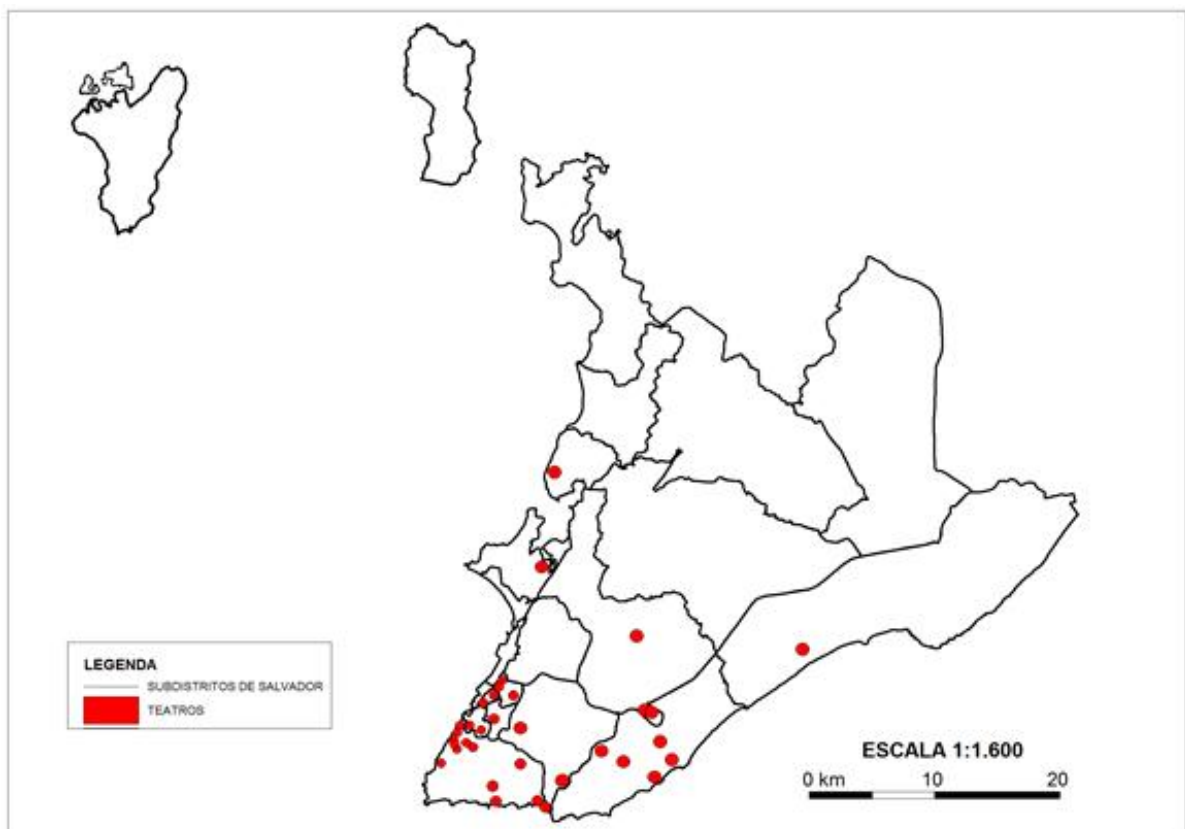 LEGENDA
SUBDISTRITOS DE SALVADOR
TEATROS
ESCALA 1:1.600
0 km 10 20